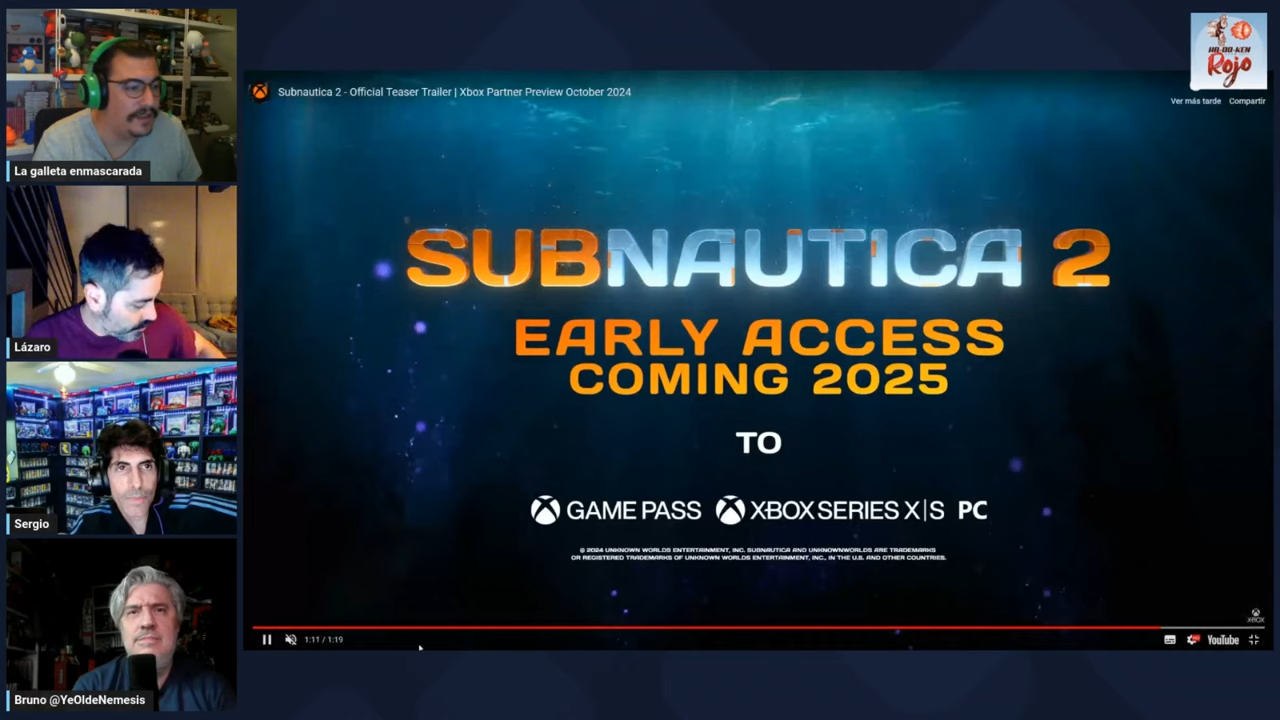 La galleta enmascarada
Lázaro
Sergio
Bruno @YeOldeNemesis
Subnautica 2 - Official Teaser Trailer | Xbox Partner Preview October 2024
HA-DO-KEN
Rojo
Ver más tarde Compartir
SUBNAUTICA 2
EARLY ACCESS
COMING 2025
TO
GAME PASS XBOX SERIES X|S PC
© 2024 UNKNOWN WORLDS ENTERTAINMENT, INC. SUBNAUTICA AND UNKNOWNWORLDS ARE TRADEMARKS
OR REGISTERED TRADEMARKS OF UNKNOWN WORLDS ENTERTAINMENT, INC., IN THE U.S. AND OTHER COUNTRIES.
XBOX
1:11 / 1:19
YouTube